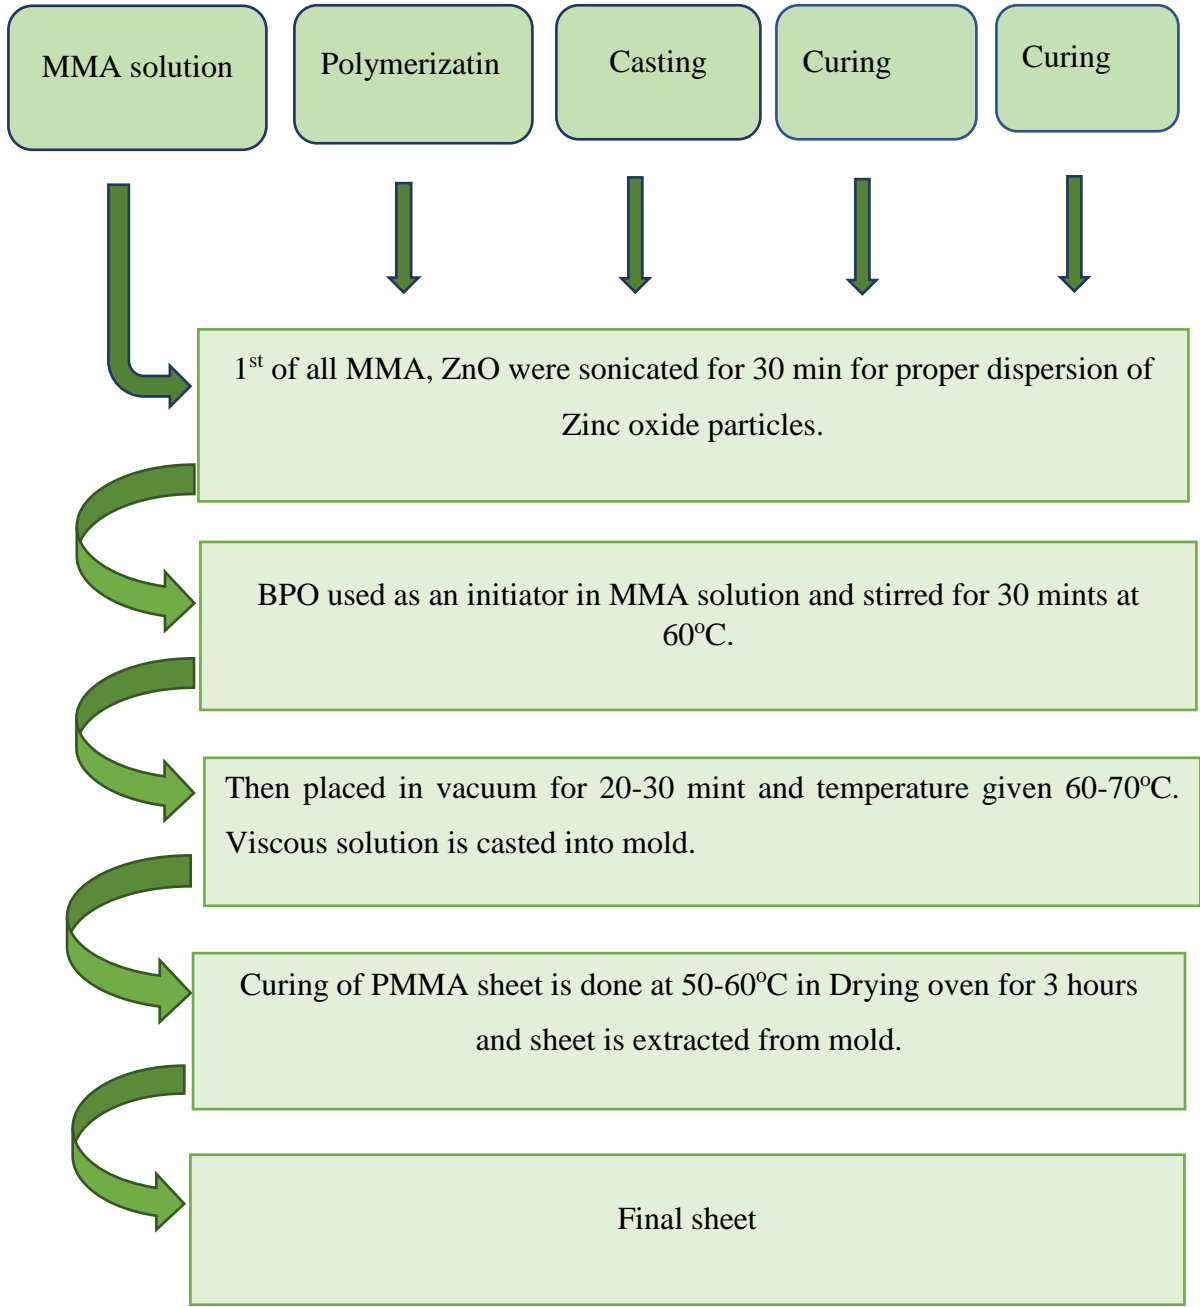 MMA solution
Polymerizatin
Casting
Curing
Curing
1st of all MMA, ZnO were sonicated for 30 min for proper dispersion of
Zinc oxide particles.
BPO used as an initiator in MMA solution and stirred for 30 mints at
60oC.
Then placed in vacuum for 20-30 mint and temperature given 60-70oC.
Viscous solution is casted into mold.
Curing of PMMA sheet is done at 50-60oC in Drying oven for 3 hours
and sheet is extracted from mold.
Final sheet